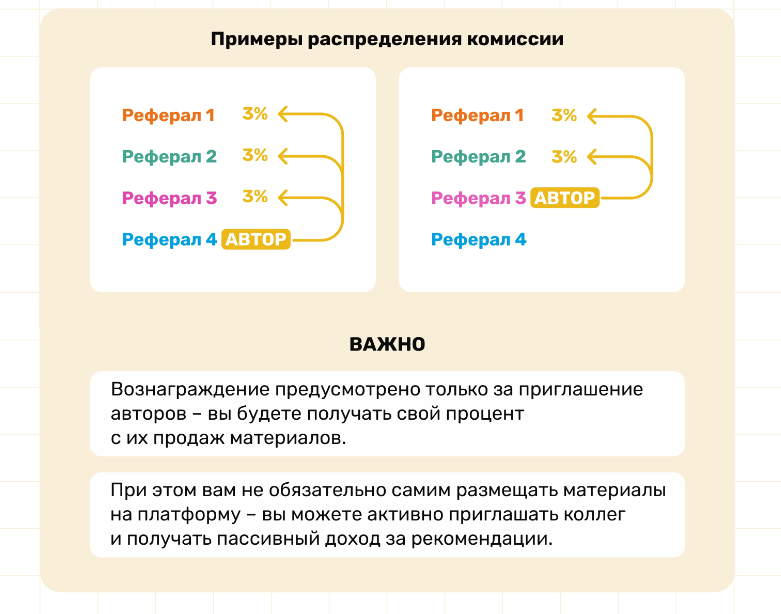 Примеры распределения комиссии
Реферал 1 3%
Реферал 2 3%
Реферал 3 3%
Реферал 4 АВТОР
Реферал 1 3%
Реферал 2 3%
Реферал 3 АВТОР
Реферал 4
ВАЖНО
Вознаграждение предусмотрено только за приглашение
авторов – вы будете получать свой процент
с их продаж материалов.
При этом вам не обязательно самим размещать материалы
на платформу – вы можете активно приглашать коллег
и получать пассивный доход за рекомендации.